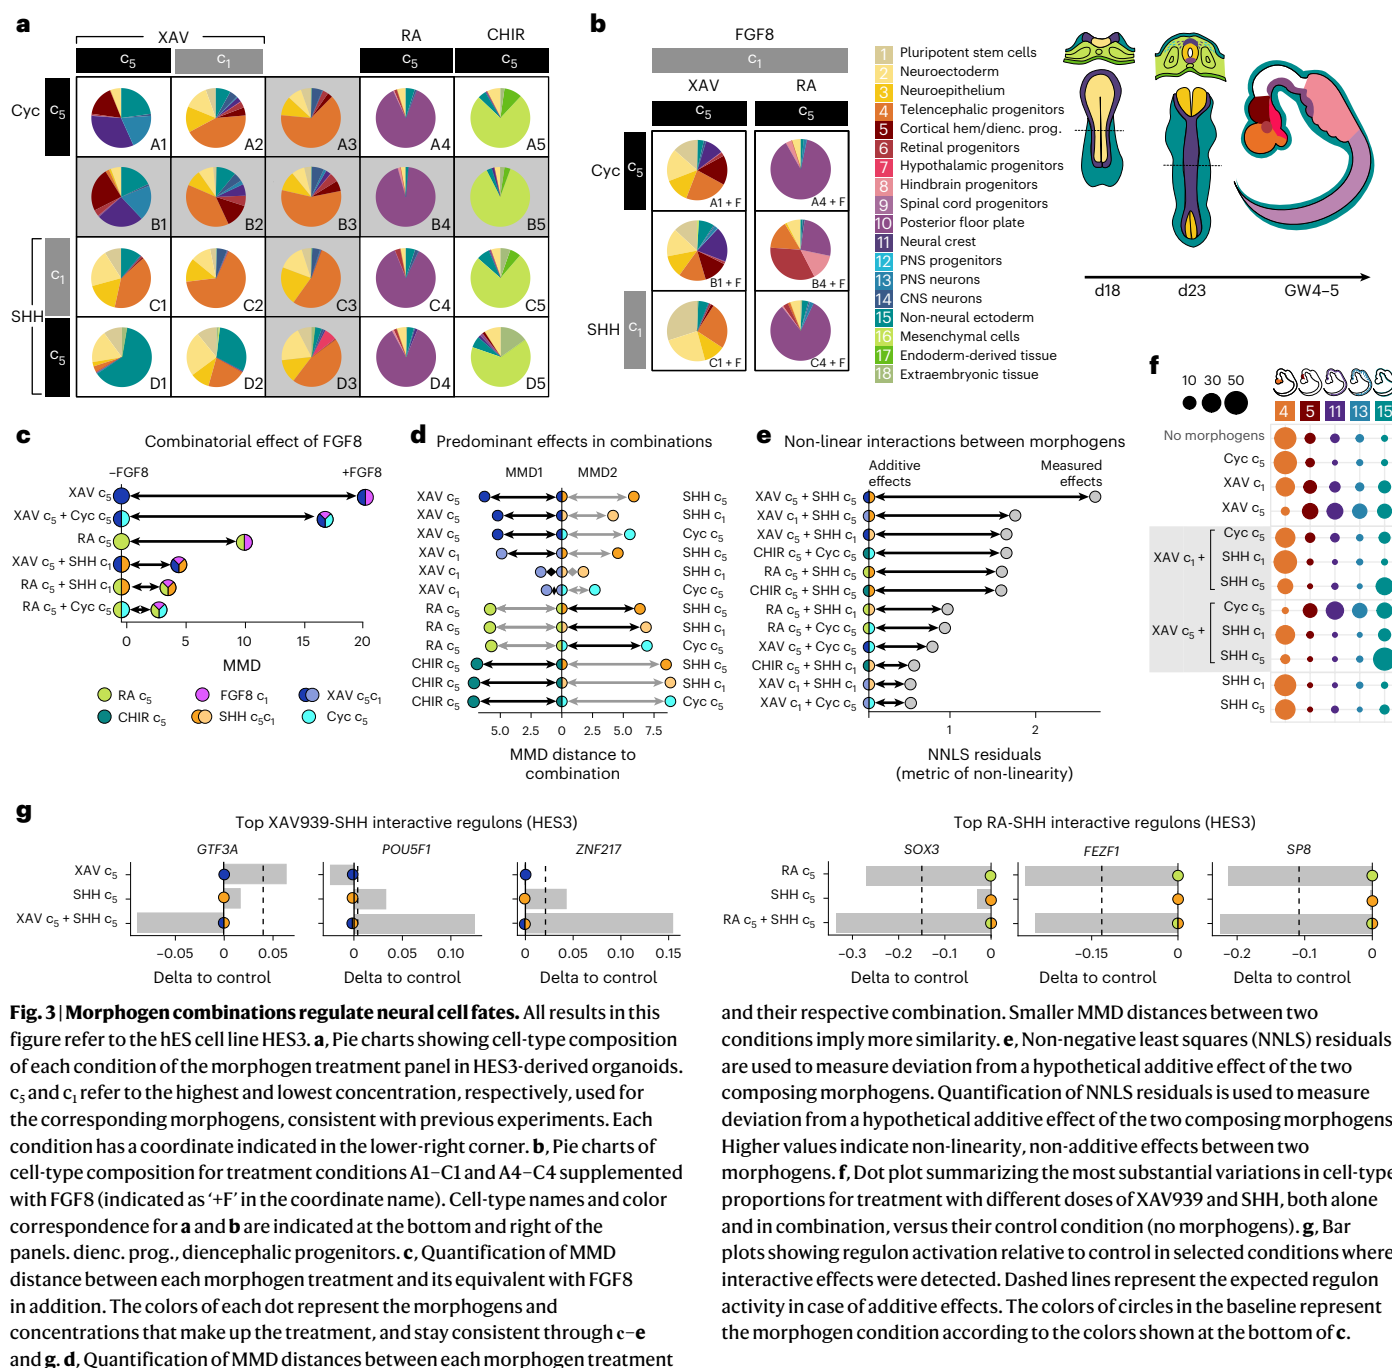 a
XAV
RA
CHIR
c5
c1
c5
c5
Cyc
c5
A1
A2
A3
A4
A5
B1
B2
B3
B4
B5
SHH
c1
C1
C2
C3
C4
C5
c5
D1
D2
D3
D4
D5
b
FGF8
c1
XAV
RA
c5
c5
Cyc
c5
A1 + F
A4 + F
B1 + F
B4 + F
SHH
c1
C1 + F
C4 + F
1 Pluripotent stem cells
2 Neuroectoderm
3 Neuroepithelium
4 Telencephalic progenitors
5 Cortical hem/dienc. prog.
6 Retinal progenitors
7 Hypothalamic progenitors
8 Hindbrain progenitors
9 Spinal cord progenitors
10 Posterior floor plate
11 Neural crest
12 PNS progenitors
13 PNS neurons
14 CNS neurons
15 Non-neural ectoderm
16 Mesenchymal cells
17 Endoderm-derived tissue
18 Extraembryonic tissue
d18
d23
GW4–5
c
Combinatorial effect of FGF8
–FGF8
+FGF8
XAV c5
XAV c5 + Cyc c5
RA c5
XAV c5 + SHH c1
RA c5 + SHH c1
RA c5 + Cyc c5
0 5 10 15 20
MMD
RA c5
FGF8 c1
XAV c5c1
CHIR c5
SHH c5c1
Cyc c5
d
Predominant effects in combinations
MMD1
MMD2
XAV c5 SHH c5
XAV c5 SHH c1
XAV c5 Cyc c5
XAV c1 SHH c5
XAV c1 SHH c1
XAV c1 Cyc c5
RA c5 SHH c5
RA c5 SHH c1
RA c5 Cyc c5
CHIR c5 SHH c5
CHIR c5 SHH c1
CHIR c5 Cyc c5
5.0 2.5 0 2.5 5.0 7.5
MMD distance to
combination
e
Non-linear interactions between morphogens
Additive
effects
Measured
effects
XAV c5 + SHH c5
XAV c1 + SHH c5
XAV c5 + SHH c1
CHIR c5 + Cyc c5
RA c5 + SHH c5
CHIR c5 + SHH c5
RA c5 + SHH c1
RA c5 + Cyc c5
XAV c5 + Cyc c5
CHIR c5 + SHH c1
XAV c1 + SHH c1
XAV c1 + Cyc c5
1 2
NNLS residuals
(metric of non-linearity)
f
10 30 50
4 5 11 13 15
No morphogens
Cyc c5
XAV c1
XAV c5
XAV c1 +
Cyc c5
SHH c1
SHH c5
XAV c5 +
Cyc c5
SHH c1
SHH c5
SHH c1
SHH c5
g
Top XAV939-SHH interactive regulons (HES3)
GTF3A
POU5F1
ZNF217
XAV c5
SHH c5
XAV c5 + SHH c5
–0.05 0 0.05
0 0.05 0.10
0 0.05 0.10 0.15
Delta to control
Delta to control
Delta to control
Top RA-SHH interactive regulons (HES3)
SOX3
FEZF1
SP8
RA c5
SHH c5
RA c5 + SHH c5
–0.3 –0.2 –0.1 0
–0.15 0
–0.2 –0.1 0
Delta to control
Delta to control
Delta to control
Fig. 3 | Morphogen combinations regulate neural cell fates. All results in this
figure refer to the hES cell line HES3. a, Pie charts showing cell-type composition
of each condition of the morphogen treatment panel in HES3-derived organoids.
c5 and c1 refer to the highest and lowest concentration, respectively, used for
the corresponding morphogens, consistent with previous experiments. Each
condition has a coordinate indicated in the lower-right corner. b, Pie charts of
cell-type composition for treatment conditions A1–C1 and A4–C4 supplemented
with FGF8 (indicated as ‘+F’ in the coordinate name). Cell-type names and color
correspondence for a and b are indicated at the bottom and right of the
panels. dienc. prog., diencephalic progenitors. c, Quantification of MMD
distance between each morphogen treatment and its equivalent with FGF8
in addition. The colors of each dot represent the morphogens and
concentrations that make up the treatment, and stay consistent through c–e
and g. d, Quantification of MMD distances between each morphogen treatment
and their respective combination. Smaller MMD distances between two
conditions imply more similarity. e, Non-negative least squares (NNLS) residuals
are used to measure deviation from a hypothetical additive effect of the two
composing morphogens. Quantification of NNLS residuals is used to measure
deviation from a hypothetical additive effect of the two composing morphogens.
Higher values indicate non-linearity, non-additive effects between two
morphogens. f, Dot plot summarizing the most substantial variations in cell-type
proportions for treatment with different doses of XAV939 and SHH, both alone
and in combination, versus their control condition (no morphogens). g, Bar
plots showing regulon activation relative to control in selected conditions where
interactive effects were detected. Dashed lines represent the expected regulon
activity in case of additive effects. The colors of circles in the baseline represent
the morphogen condition according to the colors shown at the bottom of c.